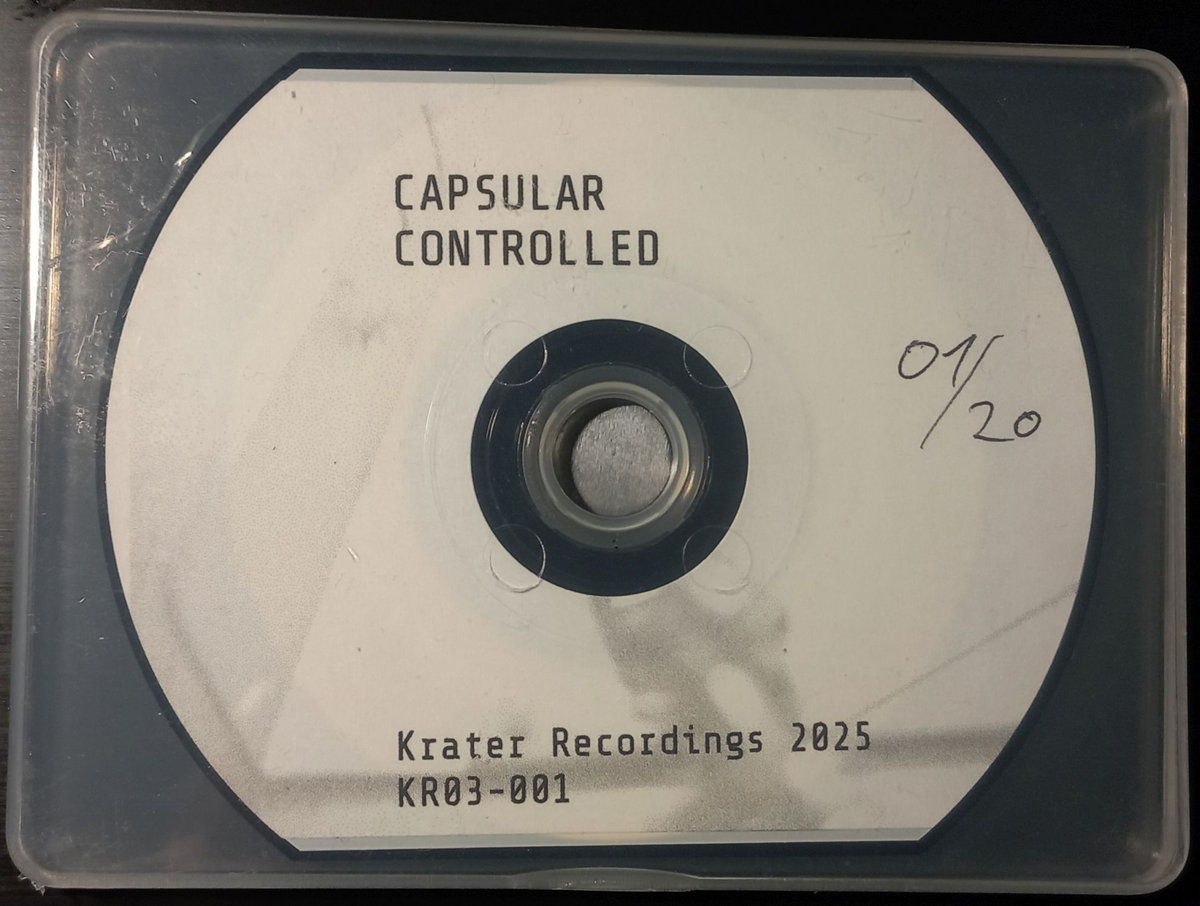 CAPSULAR
CONTROLLED
01/20
Krater Recordings 2025
KR03-001